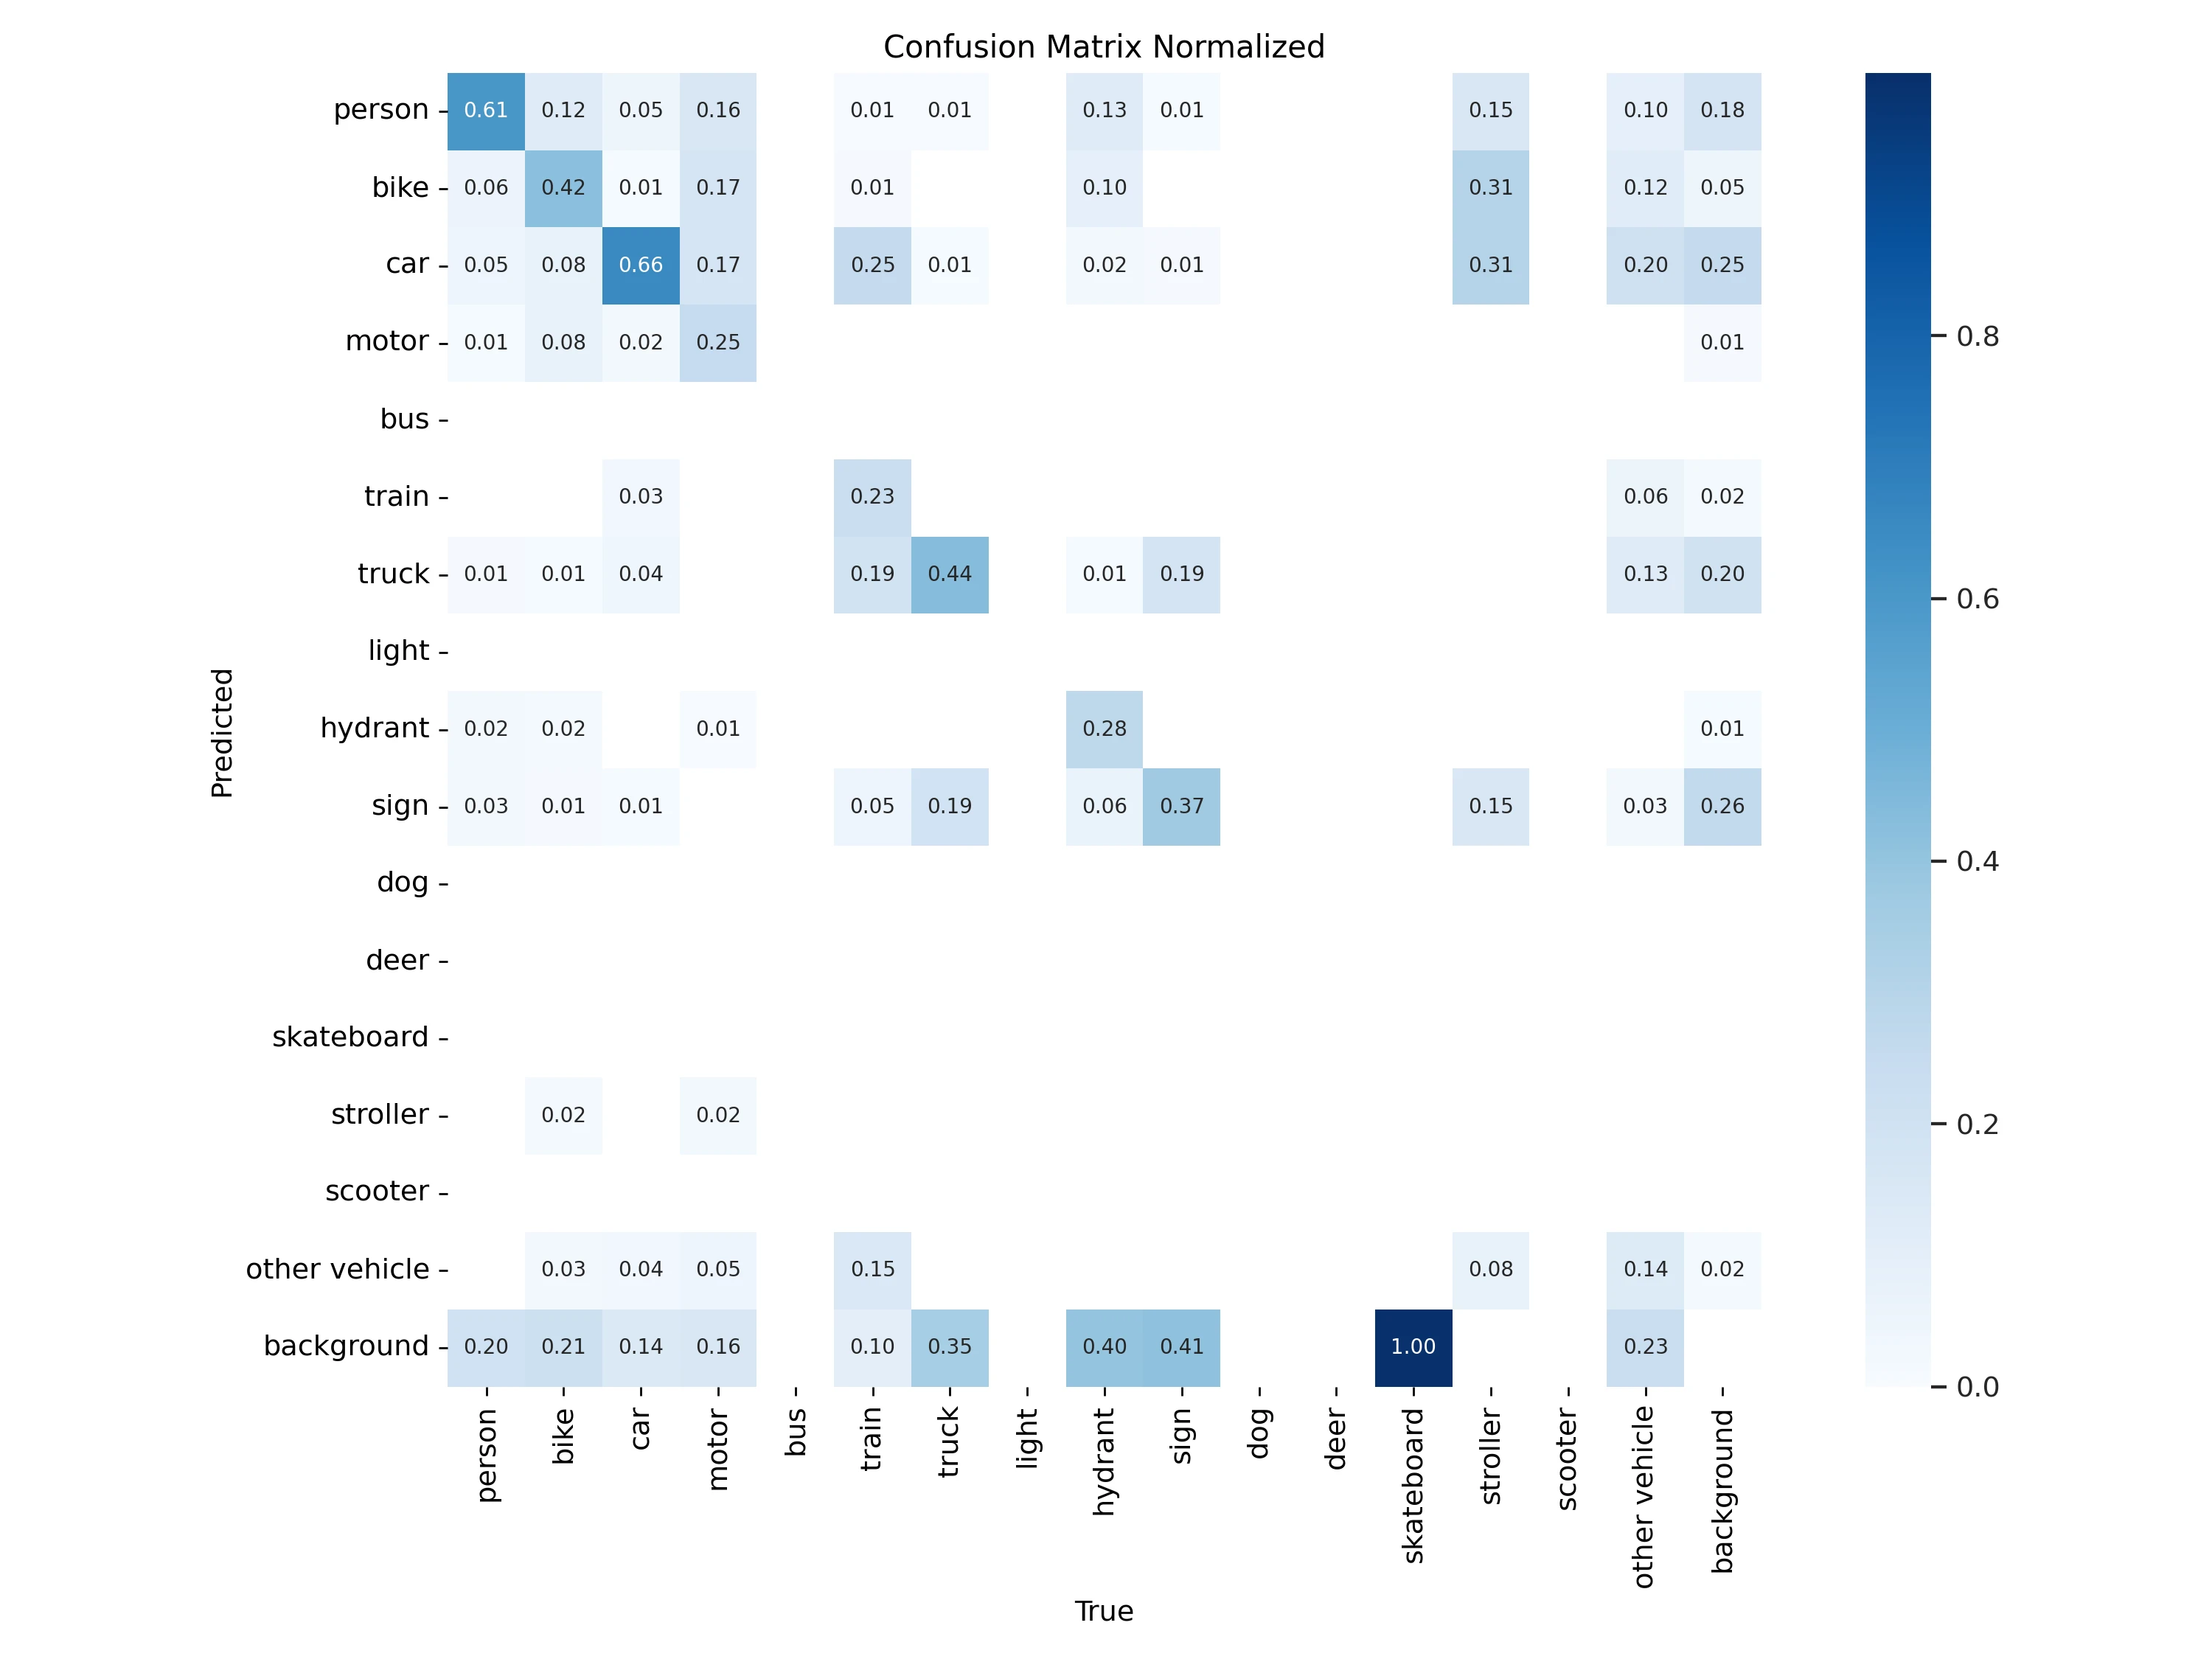 Confusion Matrix Normalized
person 0.61 0.12 0.05 0.16 0.01 0.01 0.13 0.01 0.15 0.10 0.18
bike 0.06 0.42 0.01 0.17 0.01 0.10 0.31 0.12 0.05
car 0.05 0.08 0.66 0.17 0.25 0.01 0.02 0.01 0.31 0.20 0.25
motor 0.01 0.08 0.02 0.25 0.01
bus
train 0.03 0.23 0.06 0.02
truck 0.01 0.01 0.04 0.19 0.44 0.01 0.19 0.13 0.20
light
hydrant 0.02 0.02 0.01 0.28 0.01
sign 0.03 0.01 0.01 0.05 0.19 0.06 0.37 0.15 0.03 0.26
dog
deer
skateboard
stroller 0.02 0.02
scooter
other vehicle 0.03 0.04 0.05 0.15 0.08 0.14 0.02
background 0.20 0.21 0.14 0.16 0.10 0.35 0.40 0.41 1.00 0.23
Predicted
person bike car motor bus train truck light hydrant sign dog deer skateboard stroller scooter other vehicle background
True
0.8
0.6
0.4
0.2
0.0